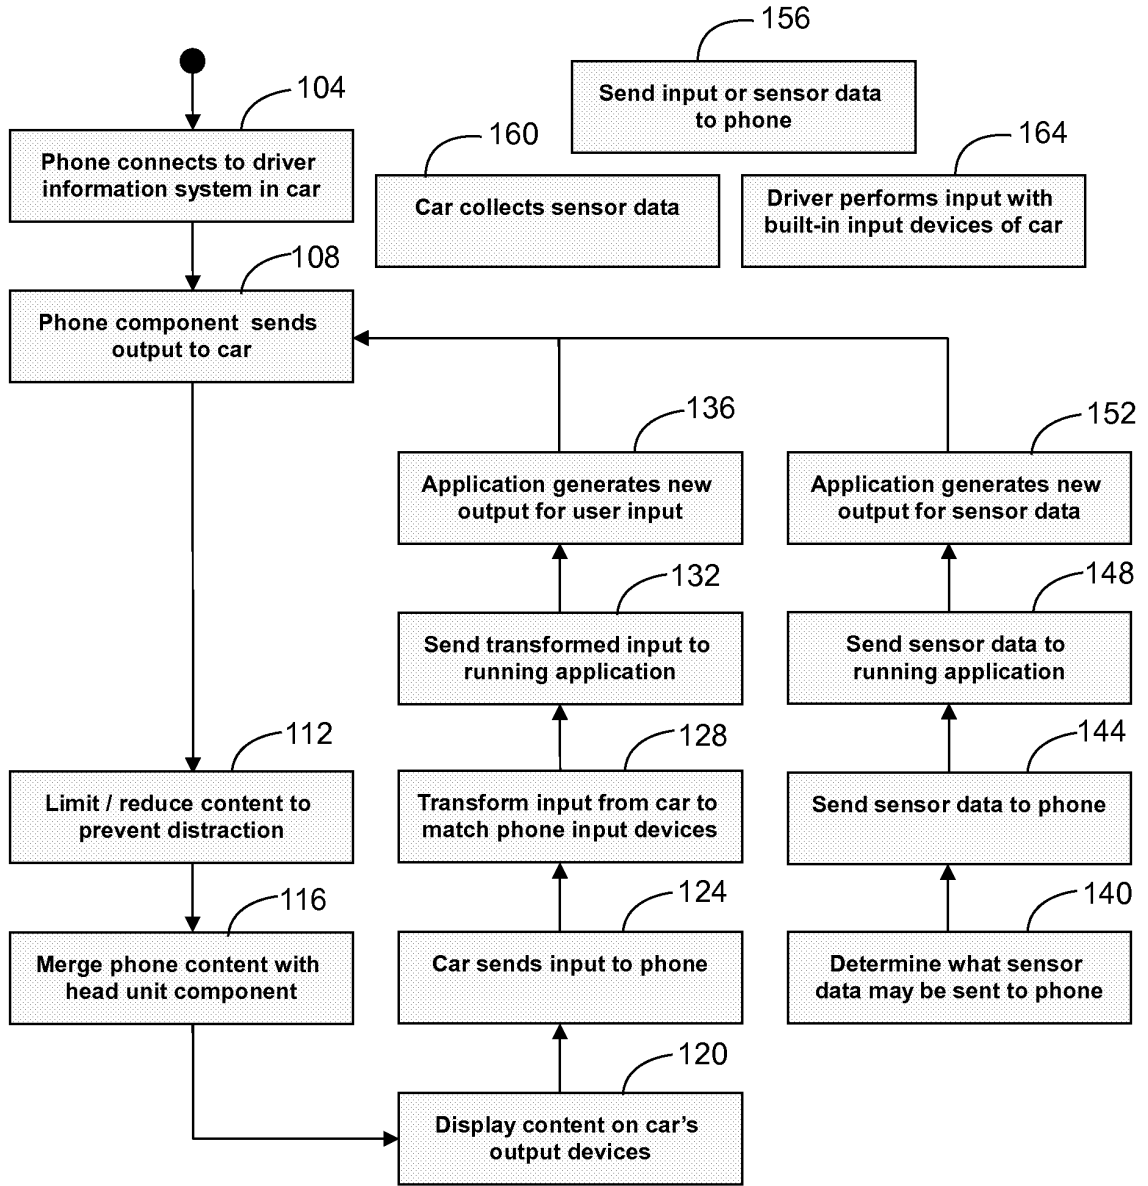 156
Send input or sensor data
to phone
104
Phone connects to driver
information system in car
160
Car collects sensor data
164
Driver performs input with
built-in input devices of car
108
Phone component sends
output to car
136
Application generates new
output for user input
152
Application generates new
output for sensor data
132
Send transformed input to
running application
148
Send sensor data to
running application
112
Limit / reduce content to
prevent distraction
128
Transform input from car to
match phone input devices
144
Send sensor data to phone
116
Merge phone content with
head unit component
124
Car sends input to phone
140
Determine what sensor
data may be sent to phone
120
Display content on car's
output devices